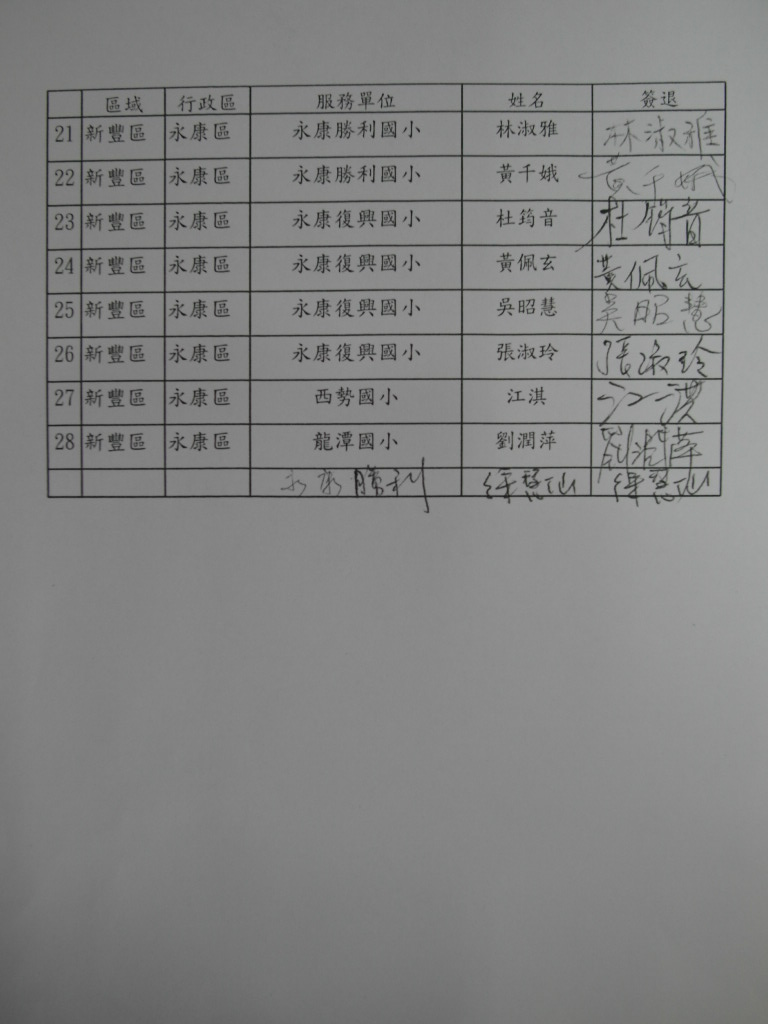 區域 行政區 服務單位 姓名 簽退
21 新豐區 永康區 永康勝利國小 林淑雅 林淑雅
22 新豐區 永康區 永康勝利國小 黃千娥 黃千娥
23 新豐區 永康區 永康復興國小 杜筠音 杜筠音
24 新豐區 永康區 永康復興國小 黃佩玄 黃佩玄
25 新豐區 永康區 永康復興國小 吳昭慧 吳昭慧
26 新豐區 永康區 永康復興國小 張淑玲 張淑玲
27 新豐區 永康區 西勢國小 江淇 江淇
28 新豐區 永康區 龍潭國小 劉潤萍 劉潤萍
永康勝利 徐慧仙 徐慧仙